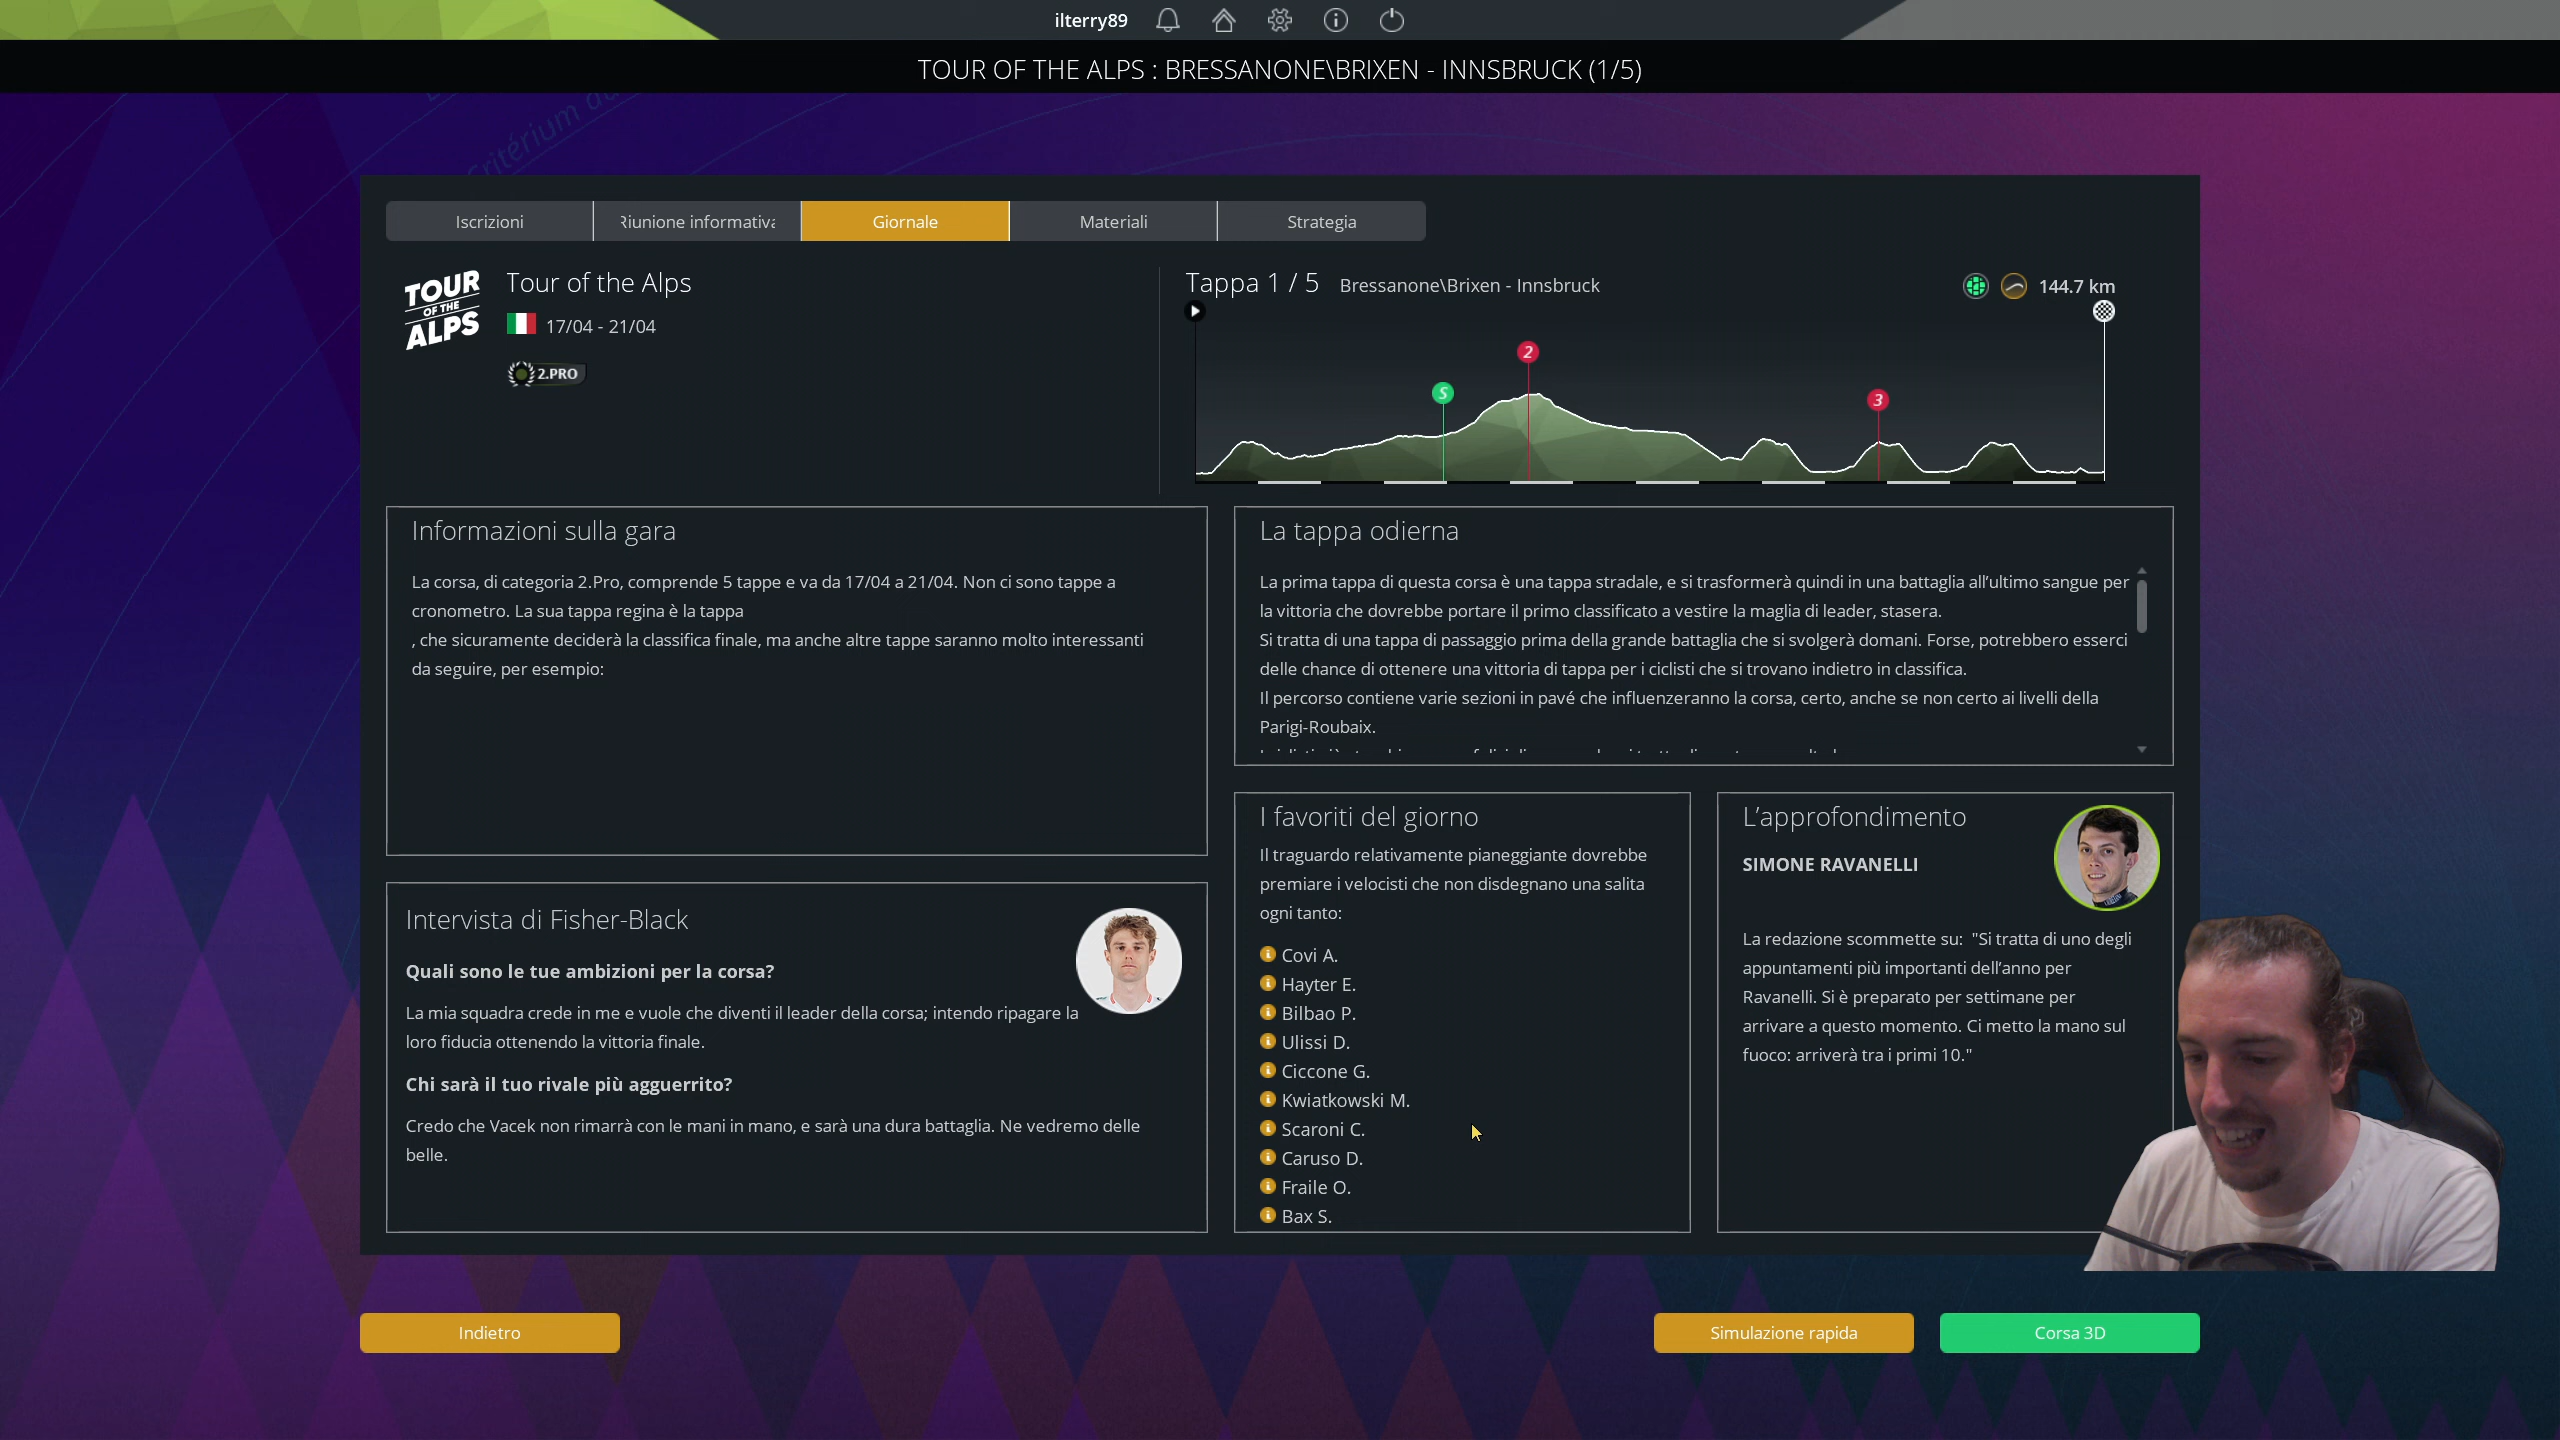 ilterry89
TOUR OF THE ALPS : BRESSANONE\BRIXEN - INNSBRUCK (1/5)
Iscrizioni
Riunione informativa
Giornale
Materiali
Strategia
TOUR
OF THE
ALPS
Tour of the Alps
17/04 - 21/04
2.PRO
Tappa 1 / 5
Bressanone\Brixen - Innsbruck
144.7 km
S
2
3
Informazioni sulla gara
La corsa, di categoria 2.Pro, comprende 5 tappe e va da 17/04 a 21/04. Non ci sono tappe a
cronometro. La sua tappa regina è la tappa
, che sicuramente deciderà la classifica finale, ma anche altre tappe saranno molto interessanti
da seguire, per esempio:
La tappa odierna
La prima tappa di questa corsa è una tappa stradale, e si trasformerà quindi in una battaglia all'ultimo sangue per
la vittoria che dovrebbe portare il primo classificato a vestire la maglia di leader, stasera.
Si tratta di una tappa di passaggio prima della grande battaglia che si svolgerà domani. Forse, potrebbero esserci
delle chance di ottenere una vittoria di tappa per i ciclisti che si trovano indietro in classifica.
Il percorso contiene varie sezioni in pavé che influenzeranno la corsa, certo, anche se non certo ai livelli della
Parigi-Roubaix.
Intervista di Fisher-Black
Quali sono le tue ambizioni per la corsa?
La mia squadra crede in me e vuole che diventi il leader della corsa; intendo ripagare la
loro fiducia ottenendo la vittoria finale.
Chi sarà il tuo rivale più agguerrito?
Credo che Vacek non rimarrà con le mani in mano, e sarà una dura battaglia. Ne vedremo delle
belle.
I favoriti del giorno
Il traguardo relativamente pianeggiante dovrebbe
premiare i velocisti che non disdegnano una salita
ogni tanto:
Covi A.
Hayter E.
Bilbao P.
Ulissi D.
Ciccone G.
Kwiatkowski M.
Scaroni C.
Caruso D.
Fraile O.
Bax S.
L'approfondimento
SIMONE RAVANELLI
La redazione scommette su: "Si tratta di uno degli
appuntamenti più importanti dell'anno per
Ravanelli. Si è preparato per settimane per
arrivare a questo momento. Ci metto la mano sul
fuoco: arriverà tra i primi 10."
Indietro
Simulazione rapida
Corsa 3D